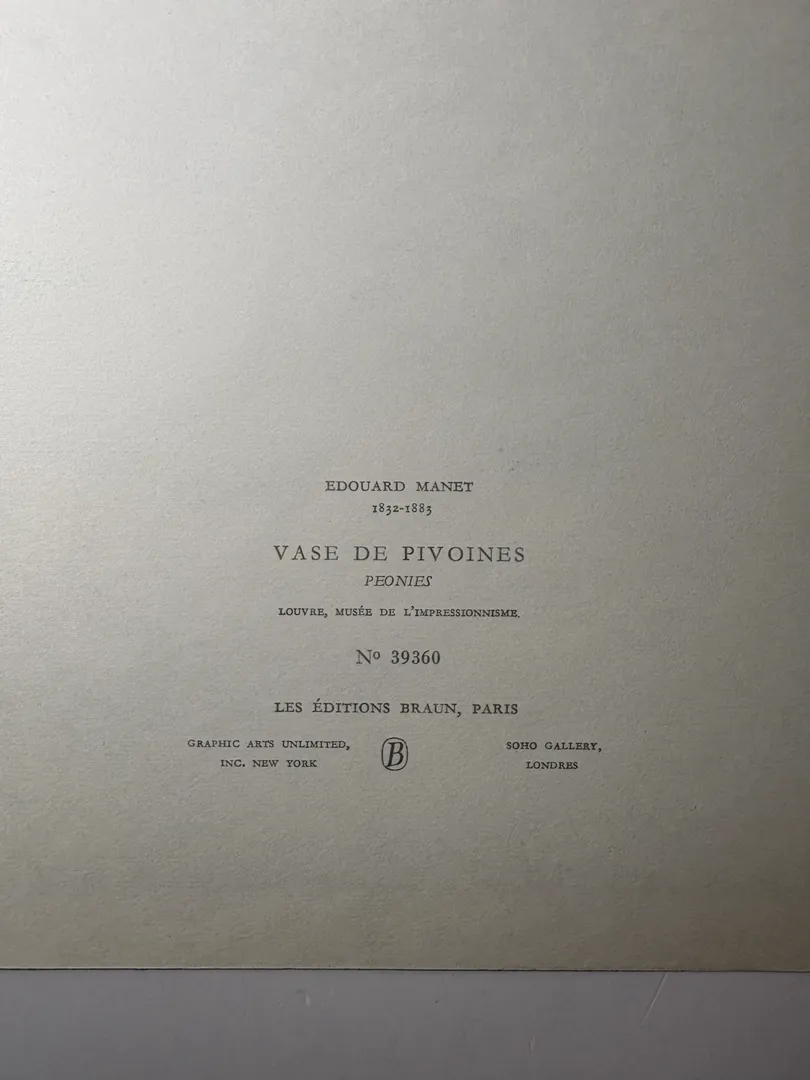 EDOUARD MANET
1832-1883
VASE DE PIVOINES
PEONIES
LOUVRE, MUSÉE DE L'IMPRESSIONNISME.
Nº 39360
LES ÉDITIONS BRAUN, PARIS
GRAPHIC ARTS UNLIMITED,
INC. NEW YORK
B
SOHO GALLERY,
LONDRES